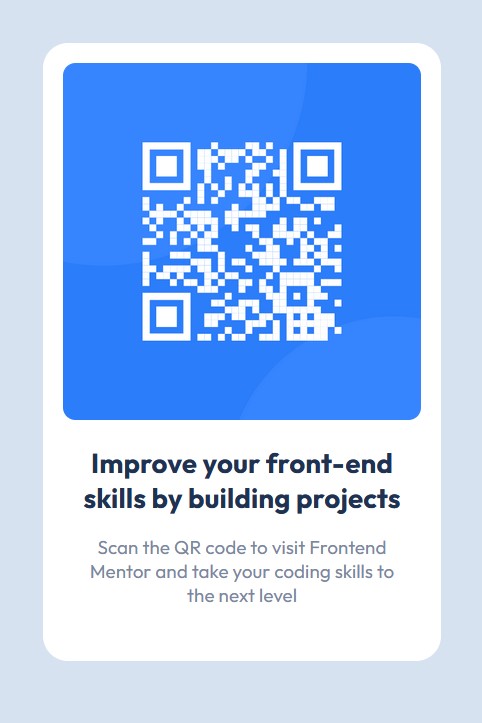 Improve your front-end
skills by building projects
Scan the QR code to visit Frontend
Mentor and take your coding skills to
the next level